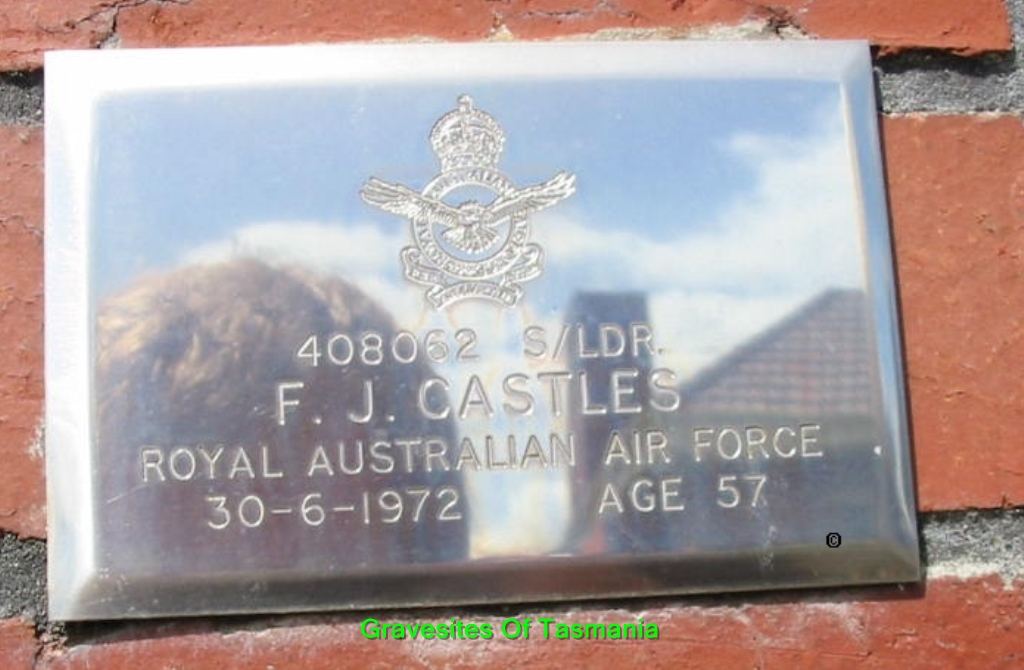 408062 S/LDR.
F. J. CASTLES
ROYAL AUSTRALIAN AIR FORCE
30-6-1972 AGE 57
©
Gravesites Of Tasmania